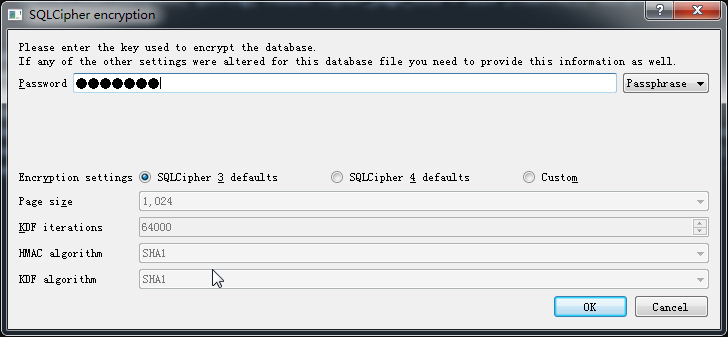 SQLCipher encryption
Please enter the key used to encrypt the database.
If any of the other settings were altered for this database file you need to provide this information as well.
Password ●●●●●●● Passphrase
Encryption settings SQLCipher 3 defaults SQLCipher 4 defaults Custom
Page size 1,024
KDF iterations 64000
HMAC algorithm SHA1
KDF algorithm SHA1
OK Cancel